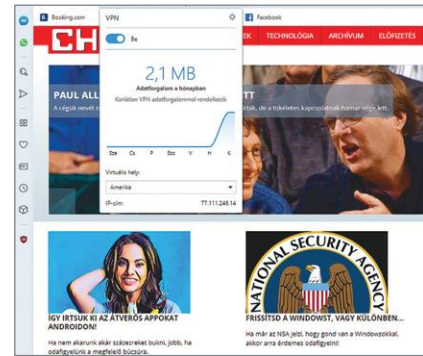 Booking.com
VPN
Facebook
CH
EK TECHNOLÓGIA ARCHÍVUM ELŐFIZETÉS
Be
2,1 MB
Adatforgalom a hónapban
Korlátlan VPN adatforgalommal rendelkezik
PAUL ALL
TT
A cégük nevét is
rtak, de a tökéletes kapcsolatnak hamar vége lett.
Sze Cs P Szo V H K
Virtuális hely:
Amerika
IP-cím: 77.111.246.14
NATIONAL SECURITY AGENCY
ÍGY IRTSUK KI AZ ÁTVERŐS APPOKAT
ANDROIDON!
Ha nem akarunk akár százezreket bukni, jobb, ha
odafigyelünk a megfelelő búcsúra.
FRISSÍTSD A WINDOWST, VAGY KÜLÖNBEN...
Ha már az NSA jelzi, hogy gond van a Windowsokkal,
akkor arra érdemes odafigyelni!